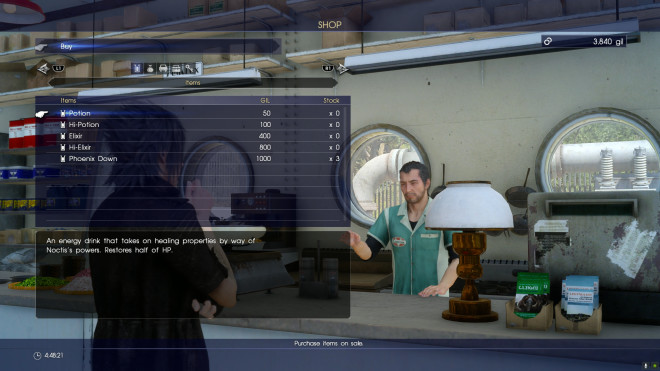 SHOP
Buy
3,840 gil
L1
R1
Items
Items GIL Stock
Potion 50 x 0
Hi-Potion 100 x 0
Elixir 400 x 0
Hi-Elixir 800 x 0
Phoenix Down 1000 x 3
An energy drink that takes on healing properties by way of
Noctis's powers. Restores half of HP.
Purchase items on sale.
4:48:21